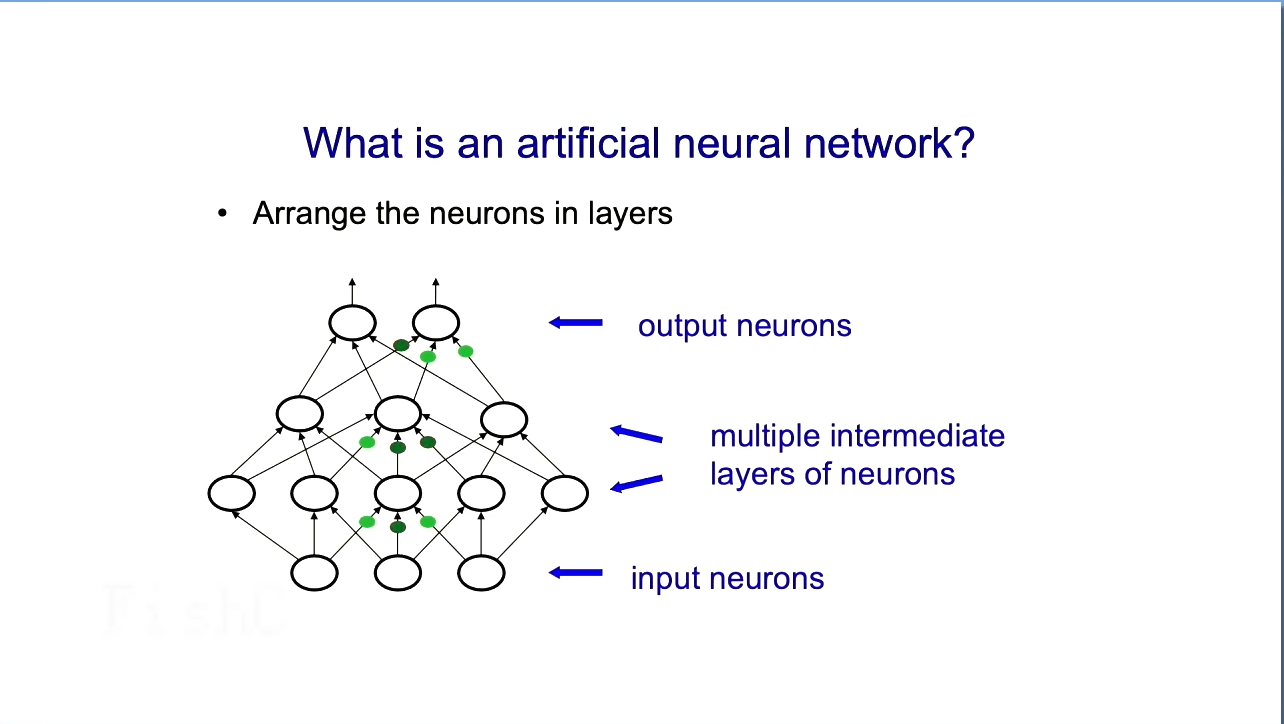 What is an artificial neural network?
• Arrange the neurons in layers
output neurons
multiple intermediate
layers of neurons
input neurons
FishC